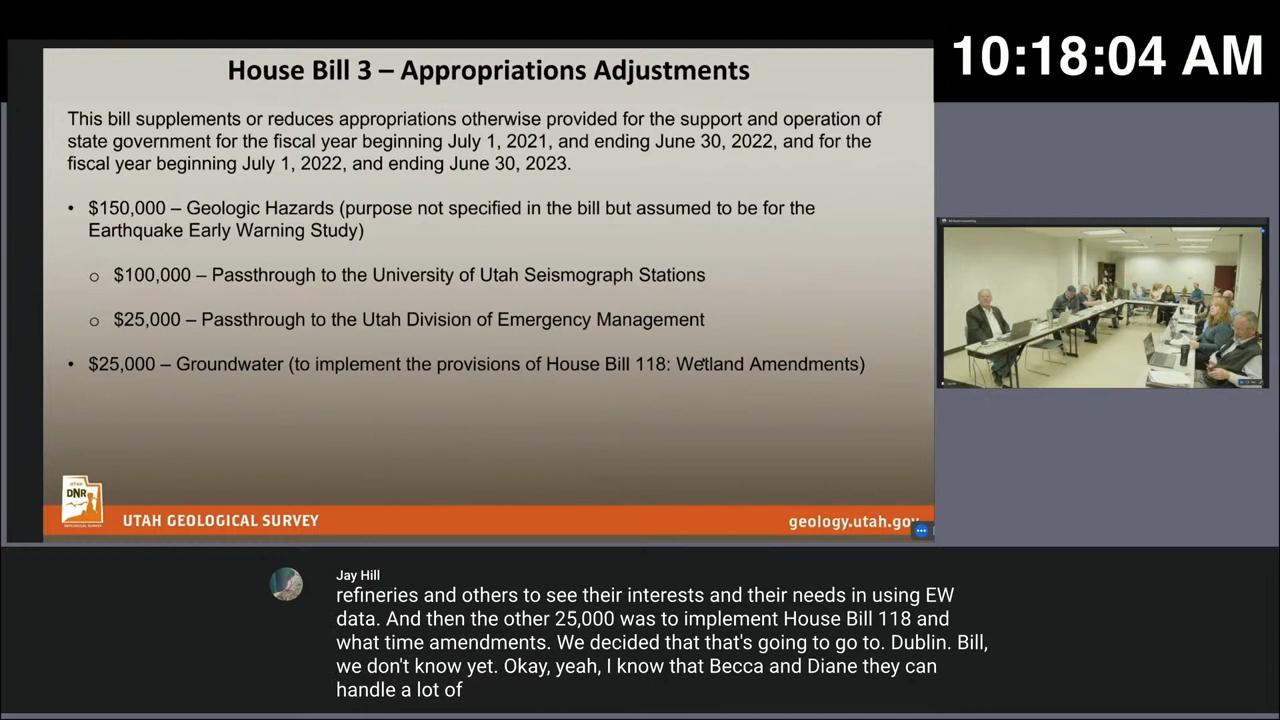 House Bill 3 – Appropriations Adjustments
10:18:04 AM
This bill supplements or reduces appropriations otherwise provided for the support and operation of
state government for the fiscal year beginning July 1, 2021, and ending June 30, 2022, and for the
fiscal year beginning July 1, 2022, and ending June 30, 2023.
• $150,000 – Geologic Hazards (purpose not specified in the bill but assumed to be for the
Earthquake Early Warning Study)
o $100,000 – Passthrough to the University of Utah Seismograph Stations
o $25,000 – Passthrough to the Utah Division of Emergency Management
• $25,000 – Groundwater (to implement the provisions of House Bill 118: Wetland Amendments)
UTAH
DNR
UTAH GEOLOGICAL SURVEY
geology.utah.gov
Jay Hill
refineries and others to see their interests and their needs in using EW
data. And then the other 25,000 was to implement House Bill 118 and
what time amendments. We decided that that's going to go to. Dublin. Bill,
we don't know yet. Okay, yeah, I know that Becca and Diane they can
handle a lot of